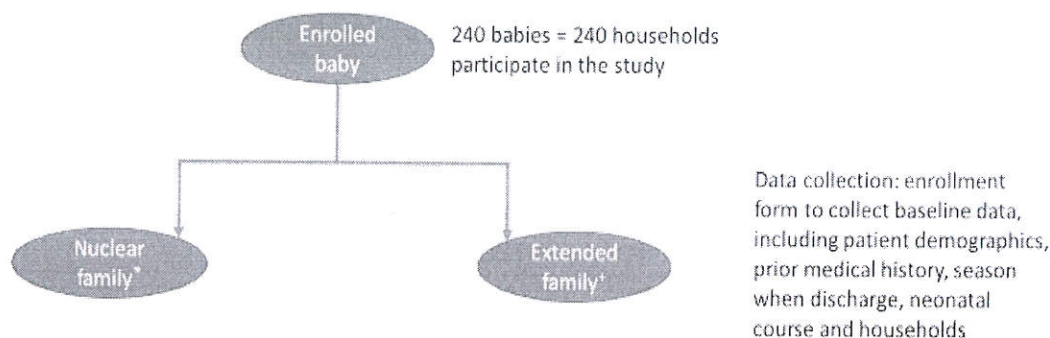 Enrolled
baby
240 babies = 240 households
participate in the study
Nuclear
family*
Extended
family+
Data collection: enrollment
form to collect baseline data,
including patient demographics,
prior medical history, season
when discharge, neonatal
course and households